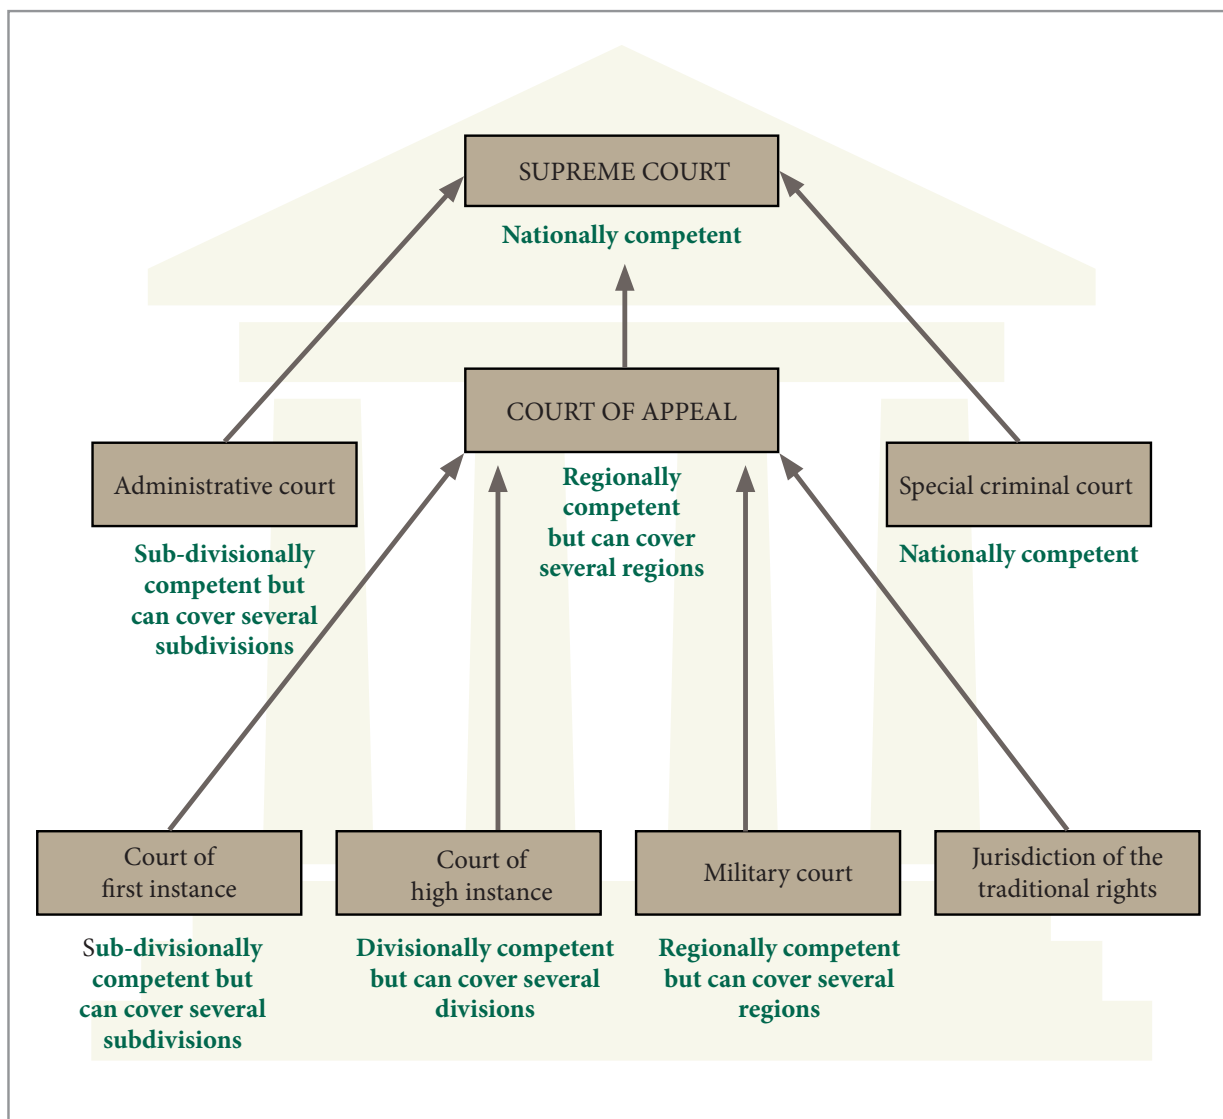 SUPREME COURT
Nationally competent
COURT OF APPEAL
Regionally
competent
but can cover
several regions
Administrative court
Sub-divisionally
competent but
can cover several
subdivisions
Special criminal court
Nationally competent
Court of
first instance
Sub-divisionally
competent but
can cover several
subdivisions
Court of
high instance
Divisionally competent
but can cover several
divisions
Military court
Regionally competent
but can cover several
regions
Jurisdiction of the
traditional rights